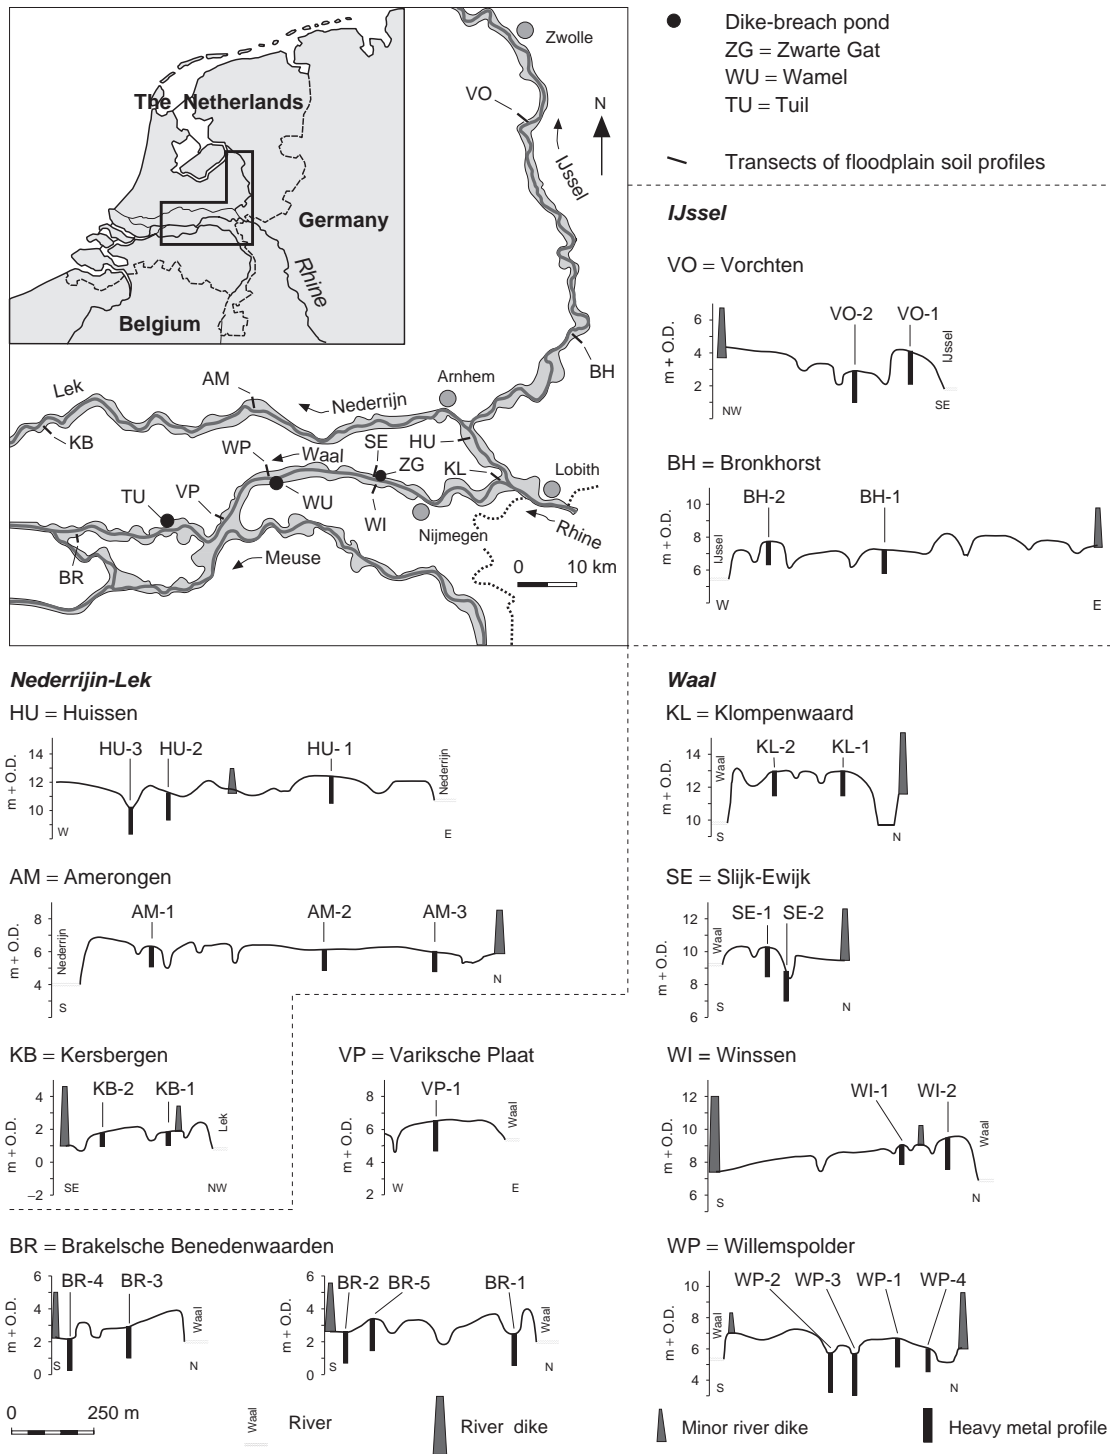 The Netherlands
Germany
Belgium
Rhine
Zwolle
VO
N
IJssel
BH
Arnhem
Nederrijn
Lek
AM
KB
HU
WP
Waal
SE
ZG
KL
Lobith
TU
VP
WU
WI
Nijmegen
Rhine
BR
Meuse
0 10 km
Dike-breach pond
ZG = Zwarte Gat
WU = Wamel
TU = Tuil
Transects of floodplain soil profiles
IJssel
VO = Vorchten
m + O.D.
6
4
2
VO-2 VO-1
IJssel
NW SE
BH = Bronkhorst
m + O.D.
10
8
6
4
BH-2 BH-1
IJssel
W E
Nederrijin-Lek
HU = Huissen
m + O.D.
14
12
10
HU-3 HU-2 HU- 1
Nederrijn
W E
AM = Amerongen
m + O.D.
8
6
4
AM-1 AM-2 AM-3
Nederrijn
S N
KB = Kersbergen
m + O.D.
4
2
0
–2
KB-2 KB-1
Lek
SE NW
VP = Variksche Plaat
m + O.D.
8
6
4
2
VP-1
Waal
W E
BR = Brakelsche Benedenwaarden
m + O.D.
6
4
2
0
BR-4 BR-3
Waal
S N
m + O.D.
6
4
2
0
BR-2 BR-5 BR-1
Waal
S N
Waal
KL = Klompenwaard
m + O.D.
14
12
10
KL-2 KL-1
Waal
S N
SE = Slijk-Ewijk
m + O.D.
12
10
8
6
SE-1 SE-2
Waal
S N
WI = Winssen
m + O.D.
12
10
8
6
WI-1 WI-2
Waal
S N
WP = Willemspolder
m + O.D.
10
8
6
4
WP-2 WP-3 WP-1 WP-4
Waal
S N
0 250 m
Waal
River
River dike
Minor river dike
Heavy metal profile